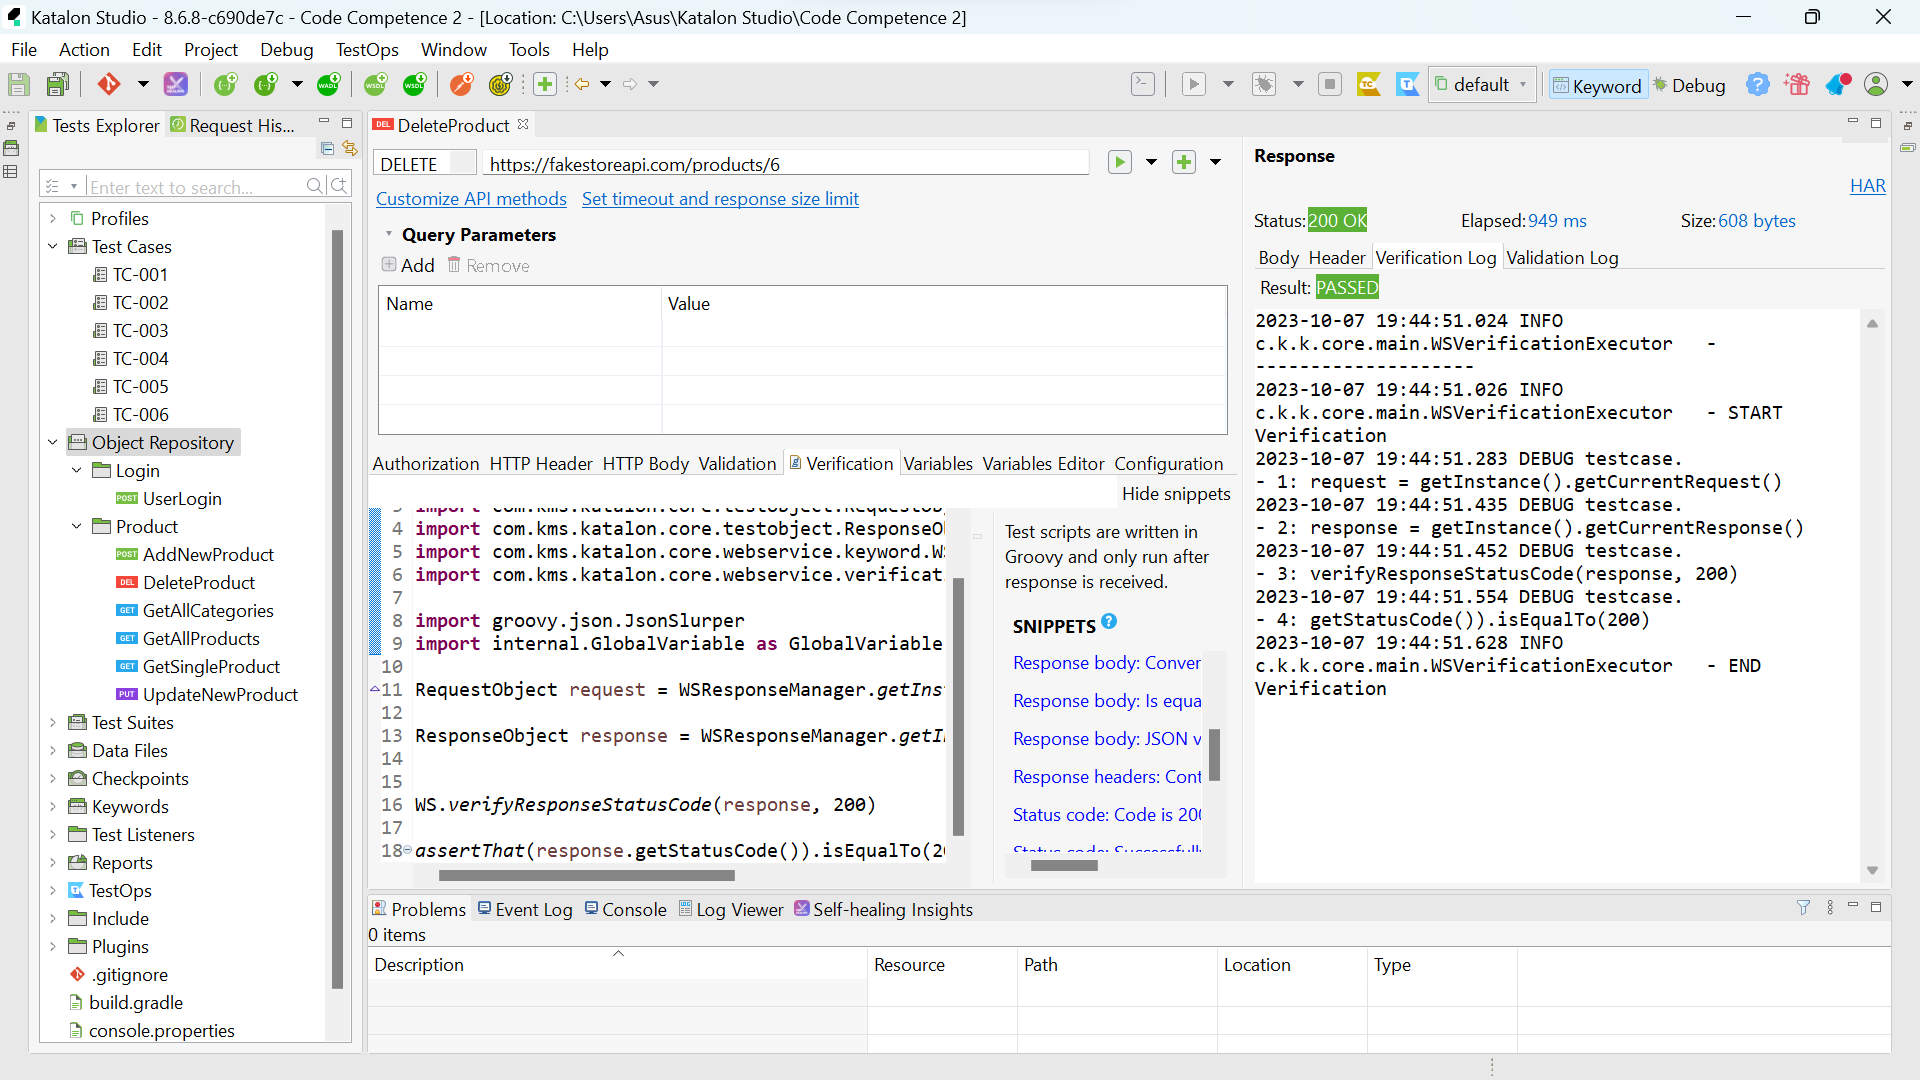 Katalon Studio - 8.6.8-c690de7c - Code Competence 2 - [Location: C:\Users\Asus\Katalon Studio\Code Competence 2]
File Action Edit Project Debug TestOps Window Tools Help
default Keyword Debug
Tests Explorer Request His...
Enter text to search...
Profiles
Test Cases
TC-001
TC-002
TC-003
TC-004
TC-005
TC-006
Object Repository
Login
POST UserLogin
Product
POST AddNewProduct
DEL DeleteProduct
GET GetAllCategories
GET GetAllProducts
GET GetSingleProduct
PUT UpdateNewProduct
Test Suites
Data Files
Checkpoints
Keywords
Test Listeners
Reports
TestOps
Include
Plugins
.gitignore
build.gradle
console.properties
DEL DeleteProduct
DELETE https://fakestoreapi.com/products/6
Customize API methods Set timeout and response size limit
Query Parameters
Add Remove
Name Value
Authorization HTTP Header HTTP Body Validation Verification Variables Variables Editor Configuration
Hide snippets
4 import com.kms.katalon.core.testobject.ResponseO
5 import com.kms.katalon.core.webservice.keyword.W
6 import com.kms.katalon.core.webservice.verificat
7
8 import groovy.json.JsonSlurper
9 import internal.GlobalVariable as GlobalVariable
10
11 RequestObject request = WSResponseManager.getIns
12
13 ResponseObject response = WSResponseManager.getI
14
15
16 WS.verifyResponseStatusCode(response, 200)
17
18 assertThat(response.getStatusCode()).isEqualTo(2
Test scripts are written in
Groovy and only run after
response is received.
SNIPPETS
Response body: Conver
Response body: Is equa
Response body: JSON v
Response headers: Cont
Status code: Code is 20
Status code: Successfull
Response
HAR
Status: 200 OK Elapsed: 949 ms Size: 608 bytes
Body Header Verification Log Validation Log
Result: PASSED
2023-10-07 19:44:51.024 INFO
c.k.k.core.main.WSVerificationExecutor -
--------------------
2023-10-07 19:44:51.026 INFO
c.k.k.core.main.WSVerificationExecutor - START
Verification
2023-10-07 19:44:51.283 DEBUG testcase.
- 1: request = getInstance().getCurrentRequest()
2023-10-07 19:44:51.435 DEBUG testcase.
- 2: response = getInstance().getCurrentResponse()
2023-10-07 19:44:51.452 DEBUG testcase.
- 3: verifyResponseStatusCode(response, 200)
2023-10-07 19:44:51.554 DEBUG testcase.
- 4: getStatusCode()).isEqualTo(200)
2023-10-07 19:44:51.628 INFO
c.k.k.core.main.WSVerificationExecutor - END
Verification
Problems Event Log Console Log Viewer Self-healing Insights
0 items
Description Resource Path Location Type